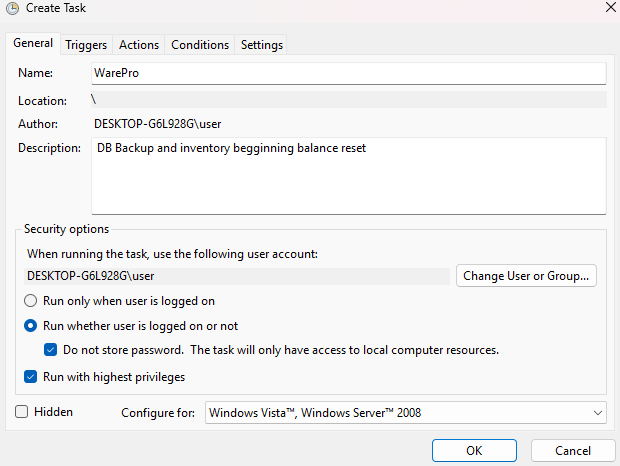 Create Task
General Triggers Actions Conditions Settings
Name: WarePro
Location: \
Author: DESKTOP-G6L928G\user
Description: DB Backup and inventory begginning balance reset
Security options
When running the task, use the following user account:
DESKTOP-G6L928G\user Change User or Group...
Run only when user is logged on
Run whether user is logged on or not
Do not store password. The task will only have access to local computer resources.
Run with highest privileges
Hidden Configure for: Windows Vista™, Windows Server™ 2008
OK Cancel